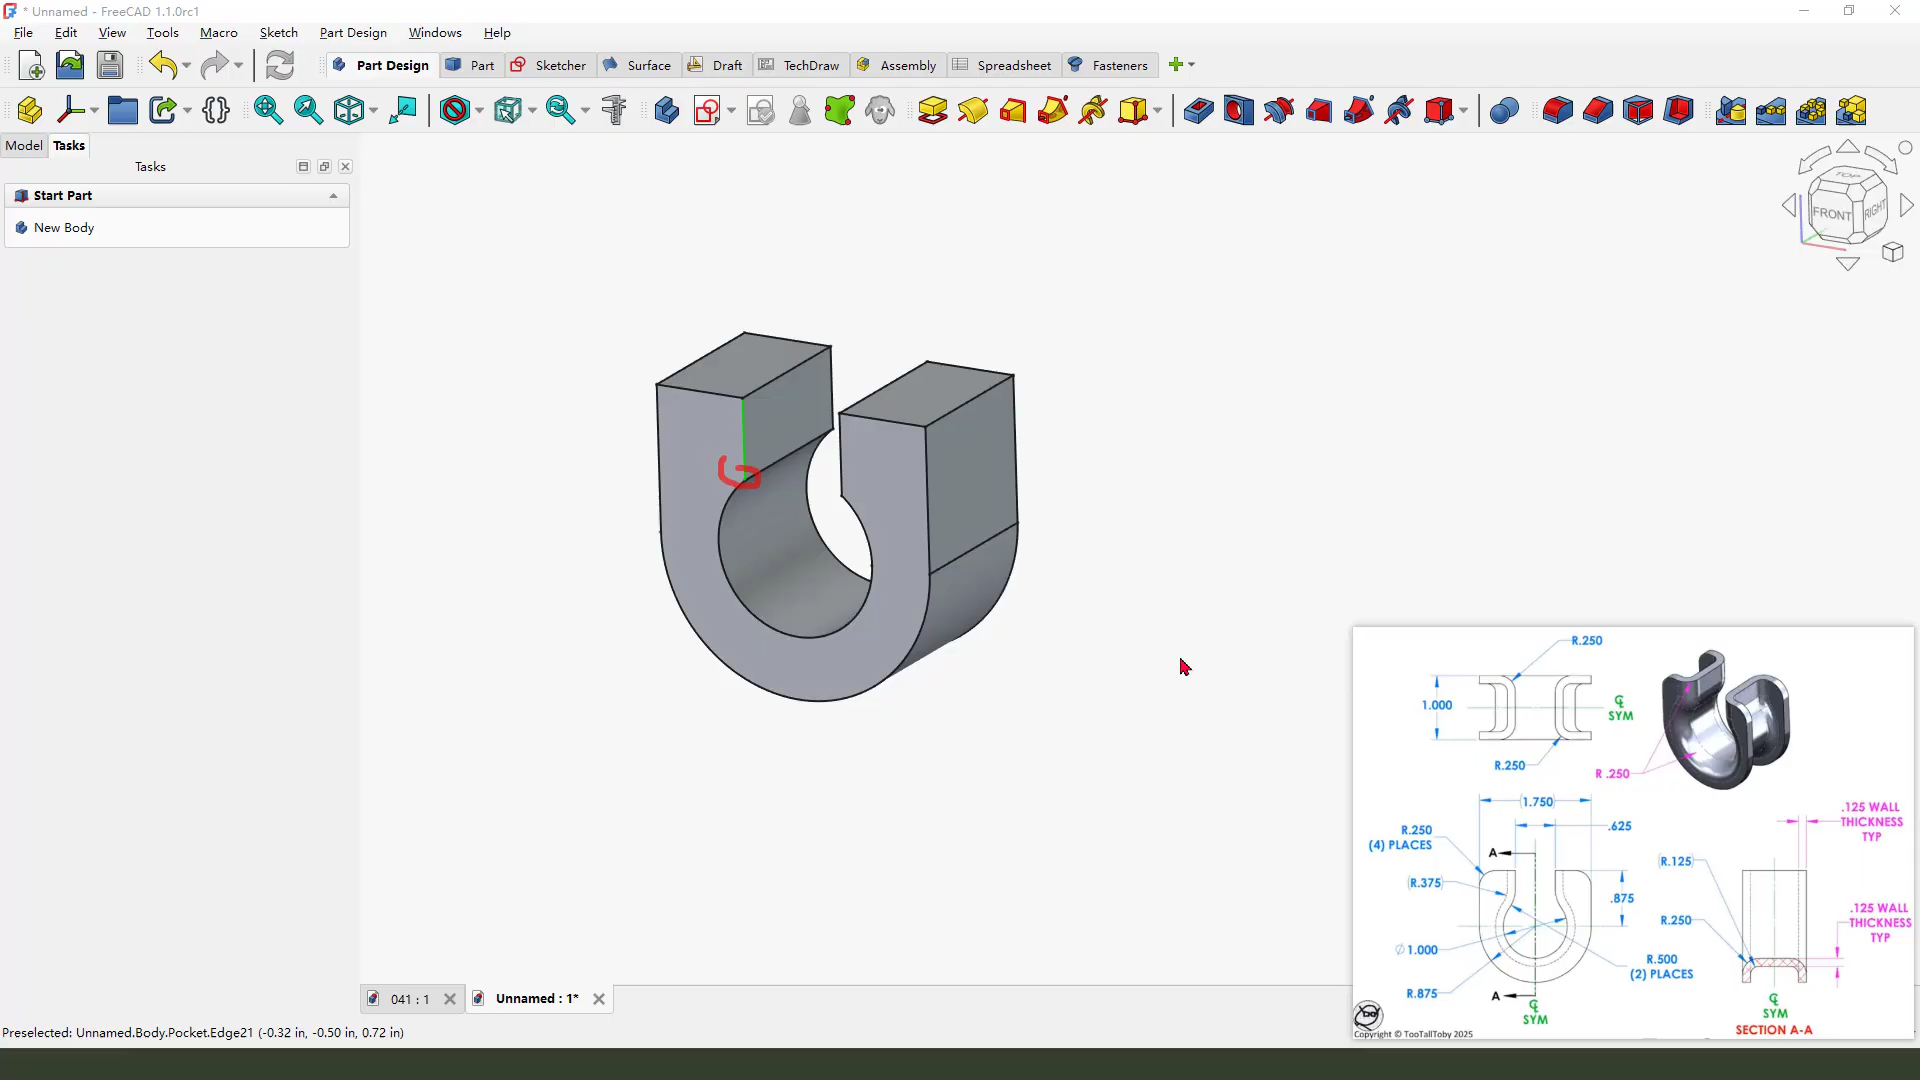 * Unnamed - FreeCAD 1.1.0rc1
File Edit View Tools Macro Sketch Part Design Windows Help
Part Design Part Sketcher Surface Draft TechDraw Assembly Spreadsheet Fasteners
Model Tasks
Tasks
Start Part
New Body
TOP
FRONT RIGHT
R.250
1.000
℄
SYM
R.250
R .250
(1.750)
.625
R.250
(4) PLACES
A
(R.375)
.875
Ø1.000
R.500
(2) PLACES
R.875
A
℄
SYM
.125 WALL
THICKNESS
TYP
(R.125)
R.250
.125 WALL
THICKNESS
TYP
℄
SYM
SECTION A-A
Copyright © TooTallToby 2025
041 : 1
Unnamed : 1*
Preselected: Unnamed.Body.Pocket.Edge21 (-0.32 in, -0.50 in, 0.72 in)